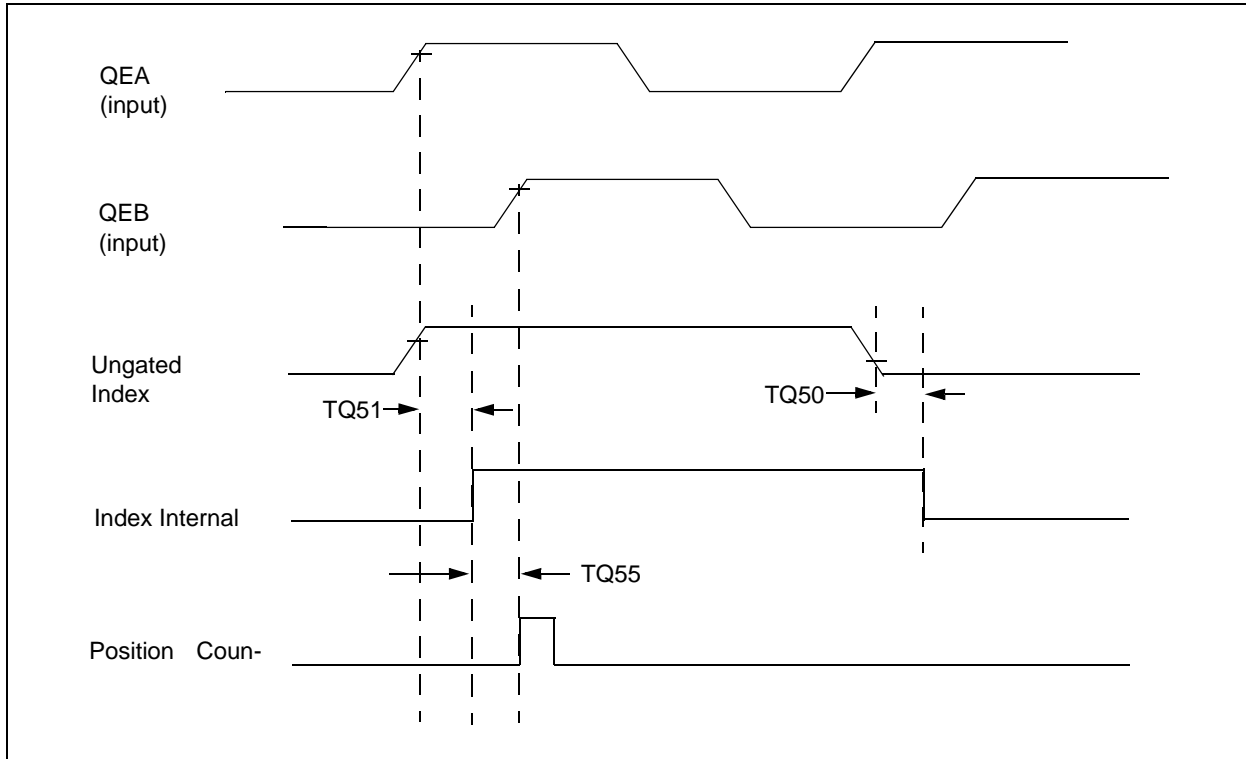 QEA
(input)
QEB
(input)
Ungated
Index
TQ51
TQ50
Index Internal
TQ55
Position Coun-